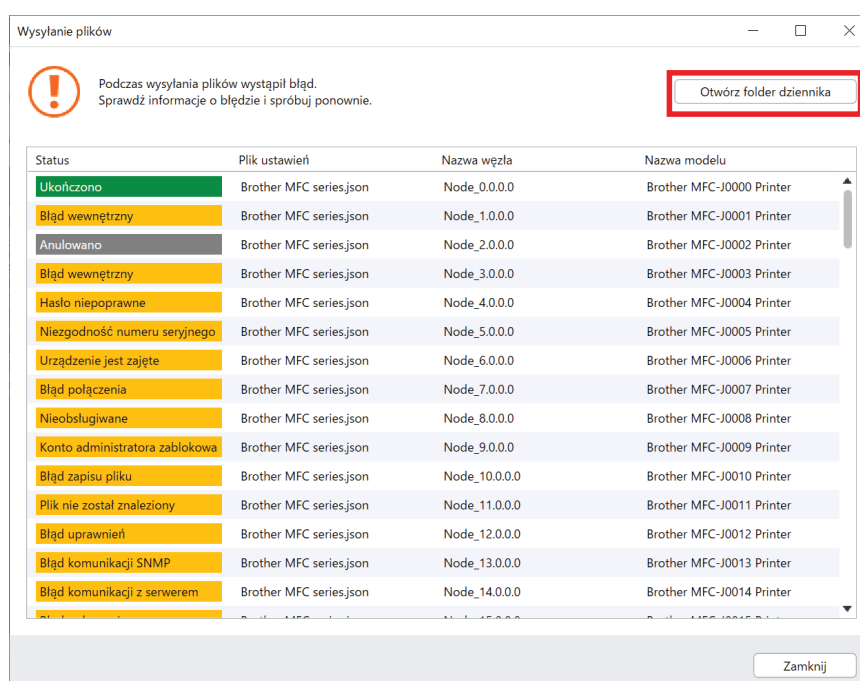 Wysyłanie plików
Podczas wysyłania plików wystąpił błąd.
Sprawdź informacje o błędzie i spróbuj ponownie.
Otwórz folder dziennika
Status Plik ustawień Nazwa węzła Nazwa modelu
Ukończono Brother MFC series.json Node_0.0.0.0 Brother MFC-J0000 Printer
Błąd wewnętrzny Brother MFC series.json Node_1.0.0.0 Brother MFC-J0001 Printer
Anulowano Brother MFC series.json Node_2.0.0.0 Brother MFC-J0002 Printer
Błąd wewnętrzny Brother MFC series.json Node_3.0.0.0 Brother MFC-J0003 Printer
Hasło niepoprawne Brother MFC series.json Node_4.0.0.0 Brother MFC-J0004 Printer
Niezgodność numeru seryjnego Brother MFC series.json Node_5.0.0.0 Brother MFC-J0005 Printer
Urządzenie jest zajęte Brother MFC series.json Node_6.0.0.0 Brother MFC-J0006 Printer
Błąd połączenia Brother MFC series.json Node_7.0.0.0 Brother MFC-J0007 Printer
Nieobsługiwane Brother MFC series.json Node_8.0.0.0 Brother MFC-J0008 Printer
Konto administratora zablokowa Brother MFC series.json Node_9.0.0.0 Brother MFC-J0009 Printer
Błąd zapisu pliku Brother MFC series.json Node_10.0.0.0 Brother MFC-J0010 Printer
Plik nie został znaleziony Brother MFC series.json Node_11.0.0.0 Brother MFC-J0011 Printer
Błąd uprawnień Brother MFC series.json Node_12.0.0.0 Brother MFC-J0012 Printer
Błąd komunikacji SNMP Brother MFC series.json Node_13.0.0.0 Brother MFC-J0013 Printer
Błąd komunikacji z serwerem Brother MFC series.json Node_14.0.0.0 Brother MFC-J0014 Printer
Zamknij